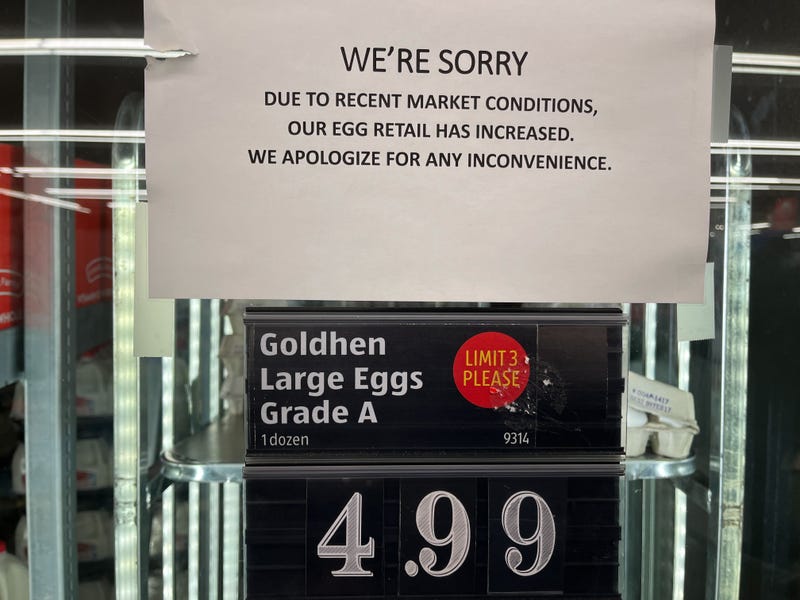 WE'RE SORRY
DUE TO RECENT MARKET CONDITIONS,
OUR EGG RETAIL HAS INCREASED.
WE APOLOGIZE FOR ANY INCONVENIENCE.
Goldhen
Large Eggs
Grade A
1 dozen
LIMIT 3
PLEASE
9314
4.99